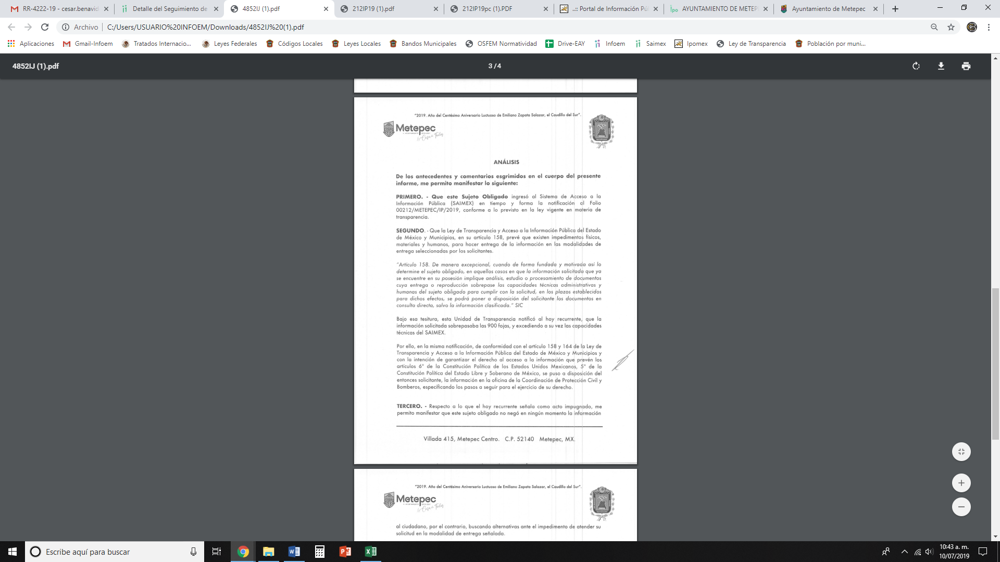 RR-4222-19 - cesar.benavid
Detalle del Seguimiento de
4852IJ (1).pdf
212IP19 (1).pdf
212IP19pc (1).PDF
..:: Portal de Información Pú
AYUNTAMIENTO DE METEP
Ayuntamiento de Metepec
Archivo
C:/Users/USUARIO%20INFOEM/Downloads/4852IJ%20(1).pdf
Aplicaciones
Gmail-Infoem
Tratados Internacio...
Leyes Federales
Códigos Locales
Leyes Locales
Bandos Municipales
OSFEM Normatividad
Drive-EAY
Infoem
Saimex
Ipomex
Ley de Transparencia
Población por muni...
4852IJ (1).pdf
3 / 4
"2019. Año del Centésimo Aniversario Luctuoso de Emiliano Zapata Salazar, el Caudillo del Sur".
Metepec
La Casa de Todos
ANÁLISIS
De los antecedentes y comentarios esgrimidos en el cuerpo del presente
informe, me permito manifestar lo siguiente:
PRIMERO. - Que este Sujeto Obligado ingresó al Sistema de Acceso a la
Información Pública (SAIMEX) en tiempo y forma la notificación al Folio
00212/METEPEC/IP/2019, conforme a lo previsto en la ley vigente en materia de
transparencia.
SEGUNDO. - Que la Ley de Transparencia y Acceso a la Información Pública del Estado
de México y Municipios, en su artículo 158, prevé que existen impedimentos físicos,
materiales y humanos, para hacer entrega de la información en las modalidades de
entrega seleccionadas por los solicitantes.
"Artículo 158. De manera excepcional, cuando de forma fundada y motivada así lo
determine el sujeto obligado, en aquellos casos en que la información solicitada que ya
se encuentre en su posesión implique análisis, estudio o procesamiento de documentos
cuya entrega o reproducción sobrepase las capacidades técnicas administrativas y
humanas del sujeto obligado para cumplir con la solicitud, en los plazos establecidos
para dichos efectos, se podrá poner a disposición del solicitante los documentos en
consulta directa, salvo la información clasificada." SIC
Bajo esa tesitura, esta Unidad de Transparencia notificó al hoy recurrente, que la
información solicitada sobrepasaba las 900 fojas, y excediendo a su vez las capacidades
técnicas del SAIMEX.
Por ello, en la misma notificación, de conformidad con el artículo 158 y 164 de la Ley de
Transparencia y Acceso a la Información Pública del Estado de México y Municipios y
con la intención de garantizar el derecho al acceso a la información que prevén los
artículos 6° de la Constitución Política de los Estados Unidos Mexicanos, 5° de la
Constitución Política del Estado Libre y Soberano de México, se puso a disposición del
entonces solicitante, la información en la oficina de la Coordinación de Protección Civil y
Bomberos, especificando los pasos a seguir para el ejercicio de su derecho.
TERCERO. - Respecto a lo que el hoy recurrente señala como acto impugnado, me
permito manifestar que este sujeto obligado no negó en ningún momento la información
Villada 415, Metepec Centro. C.P. 52140 Metepec, MX.
"2019. Año del Centésimo Aniversario Luctuoso de Emiliano Zapata Salazar, el Caudillo del Sur".
Metepec
La Casa de Todos
al ciudadano, por el contrario, buscando alternativas ante el impedimento de atender su
solicitud en la modalidad de entrega señalada.
Escribe aquí para buscar
10:43 a. m.
10/07/2019